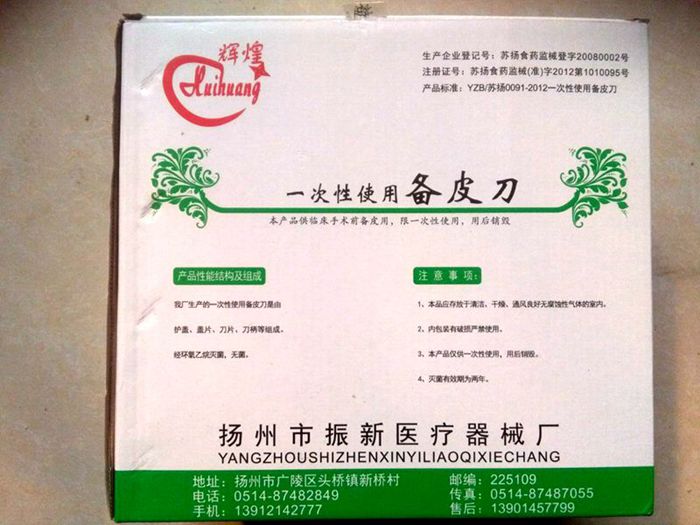 辉煌
Huihuang
生产企业登记号：苏扬食药监械登字20080002号
注册证号：苏扬食药监械(准)字2012第1010095号
产品标准：YZB/苏扬0091-2012一次性使用备皮刀
一次性使用备皮刀
本产品供临床手术前备皮用，限一次性使用，用后销毁
产品性能结构及组成
我厂生产的一次性使用备皮刀是由
护盖、盖片、刀片、刀柄等组成。
经环氧乙烷灭菌，无菌。
注意事项：
1、本品应存放于清洁、干燥、通风良好无腐蚀性气体的室内。
2、内包装有破损严禁使用。
3、本产品仅供一次性使用，用后销毁。
4、灭菌有效期为两年。
扬州市振新医疗器械厂
YANGZHOUSHIZHENXINYILIAOQIXIECHANG
地址：扬州市广陵区头桥镇新桥村
邮编：225109
电话：0514-87482849
传真：0514-87487055
手机：13912142777
售后：13901457799